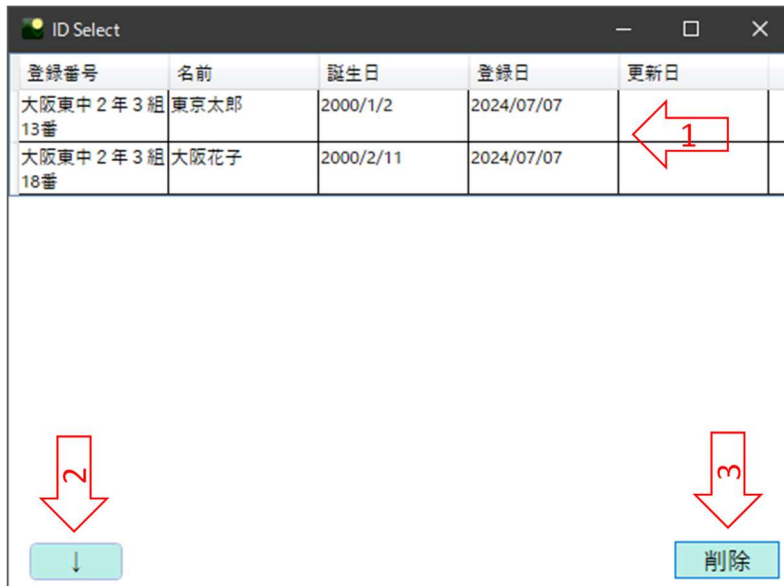 ID Select
登録番号 名前 誕生日 登録日 更新日
大阪東中２年３組 東京太郎 2000/1/2 2024/07/07
13番
1
大阪東中２年３組 大阪花子 2000/2/11 2024/07/07
18番
2 3
↓ 削除